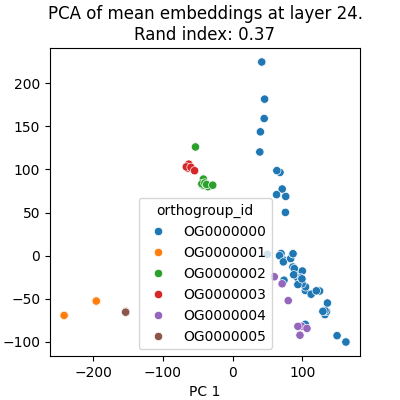 PCA of mean embeddings at layer 24.
Rand index: 0.37
200
150
100
50
0
−50
−100
orthogroup_id
OG0000000
OG0000001
OG0000002
OG0000003
OG0000004
OG0000005
−200 −100 0 100
PC 1